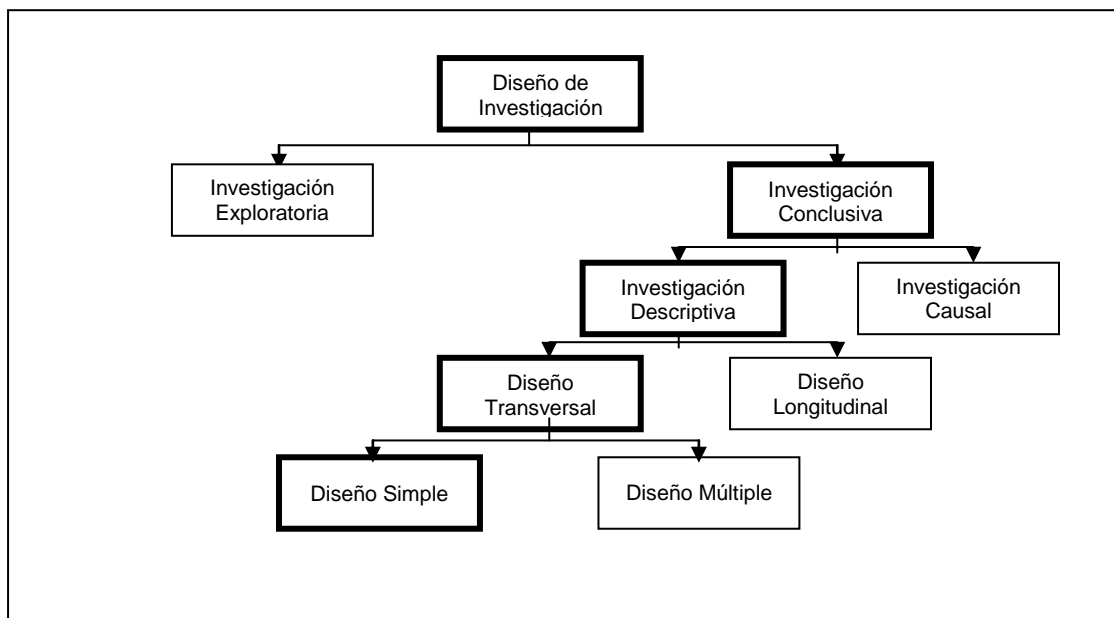 Diseño de
Investigación
Investigación
Exploratoria
Investigación
Conclusiva
Investigación
Descriptiva
Investigación
Causal
Diseño
Transversal
Diseño
Longitudinal
Diseño Simple
Diseño Múltiple